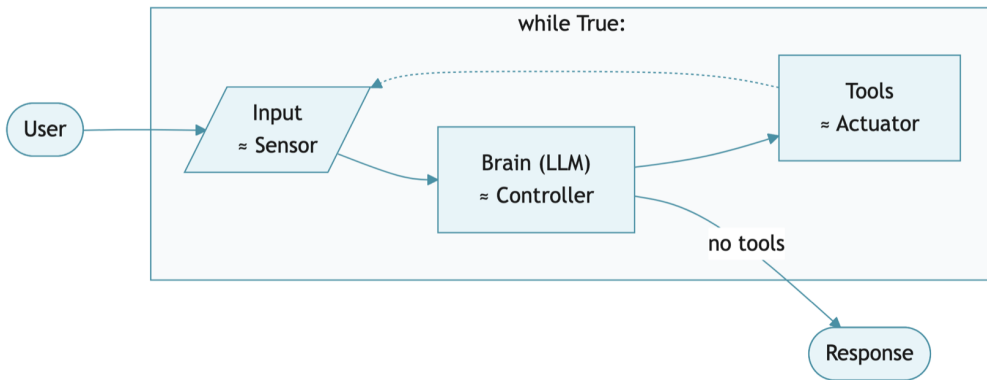 while True:
User
Input
≈ Sensor
Brain (LLM)
≈ Controller
Tools
≈ Actuator
no tools
Response